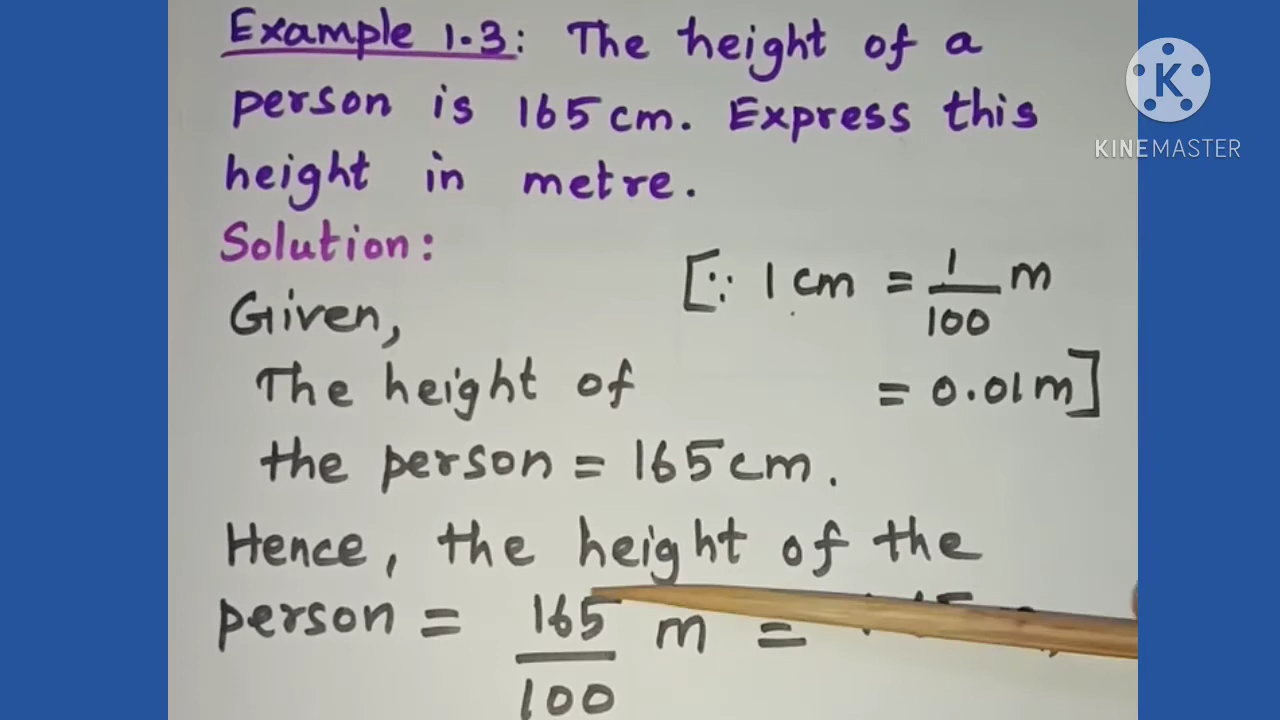 Example 1.3: The height of a
person is 165 cm. Express this
height in metre.
Solution:
[∵ 1 cm = 1/100 m
= 0.01 m]
Given,
The height of
the person = 165 cm.
Hence, the height of the
person = 165/100 m =
K
KINEMASTER